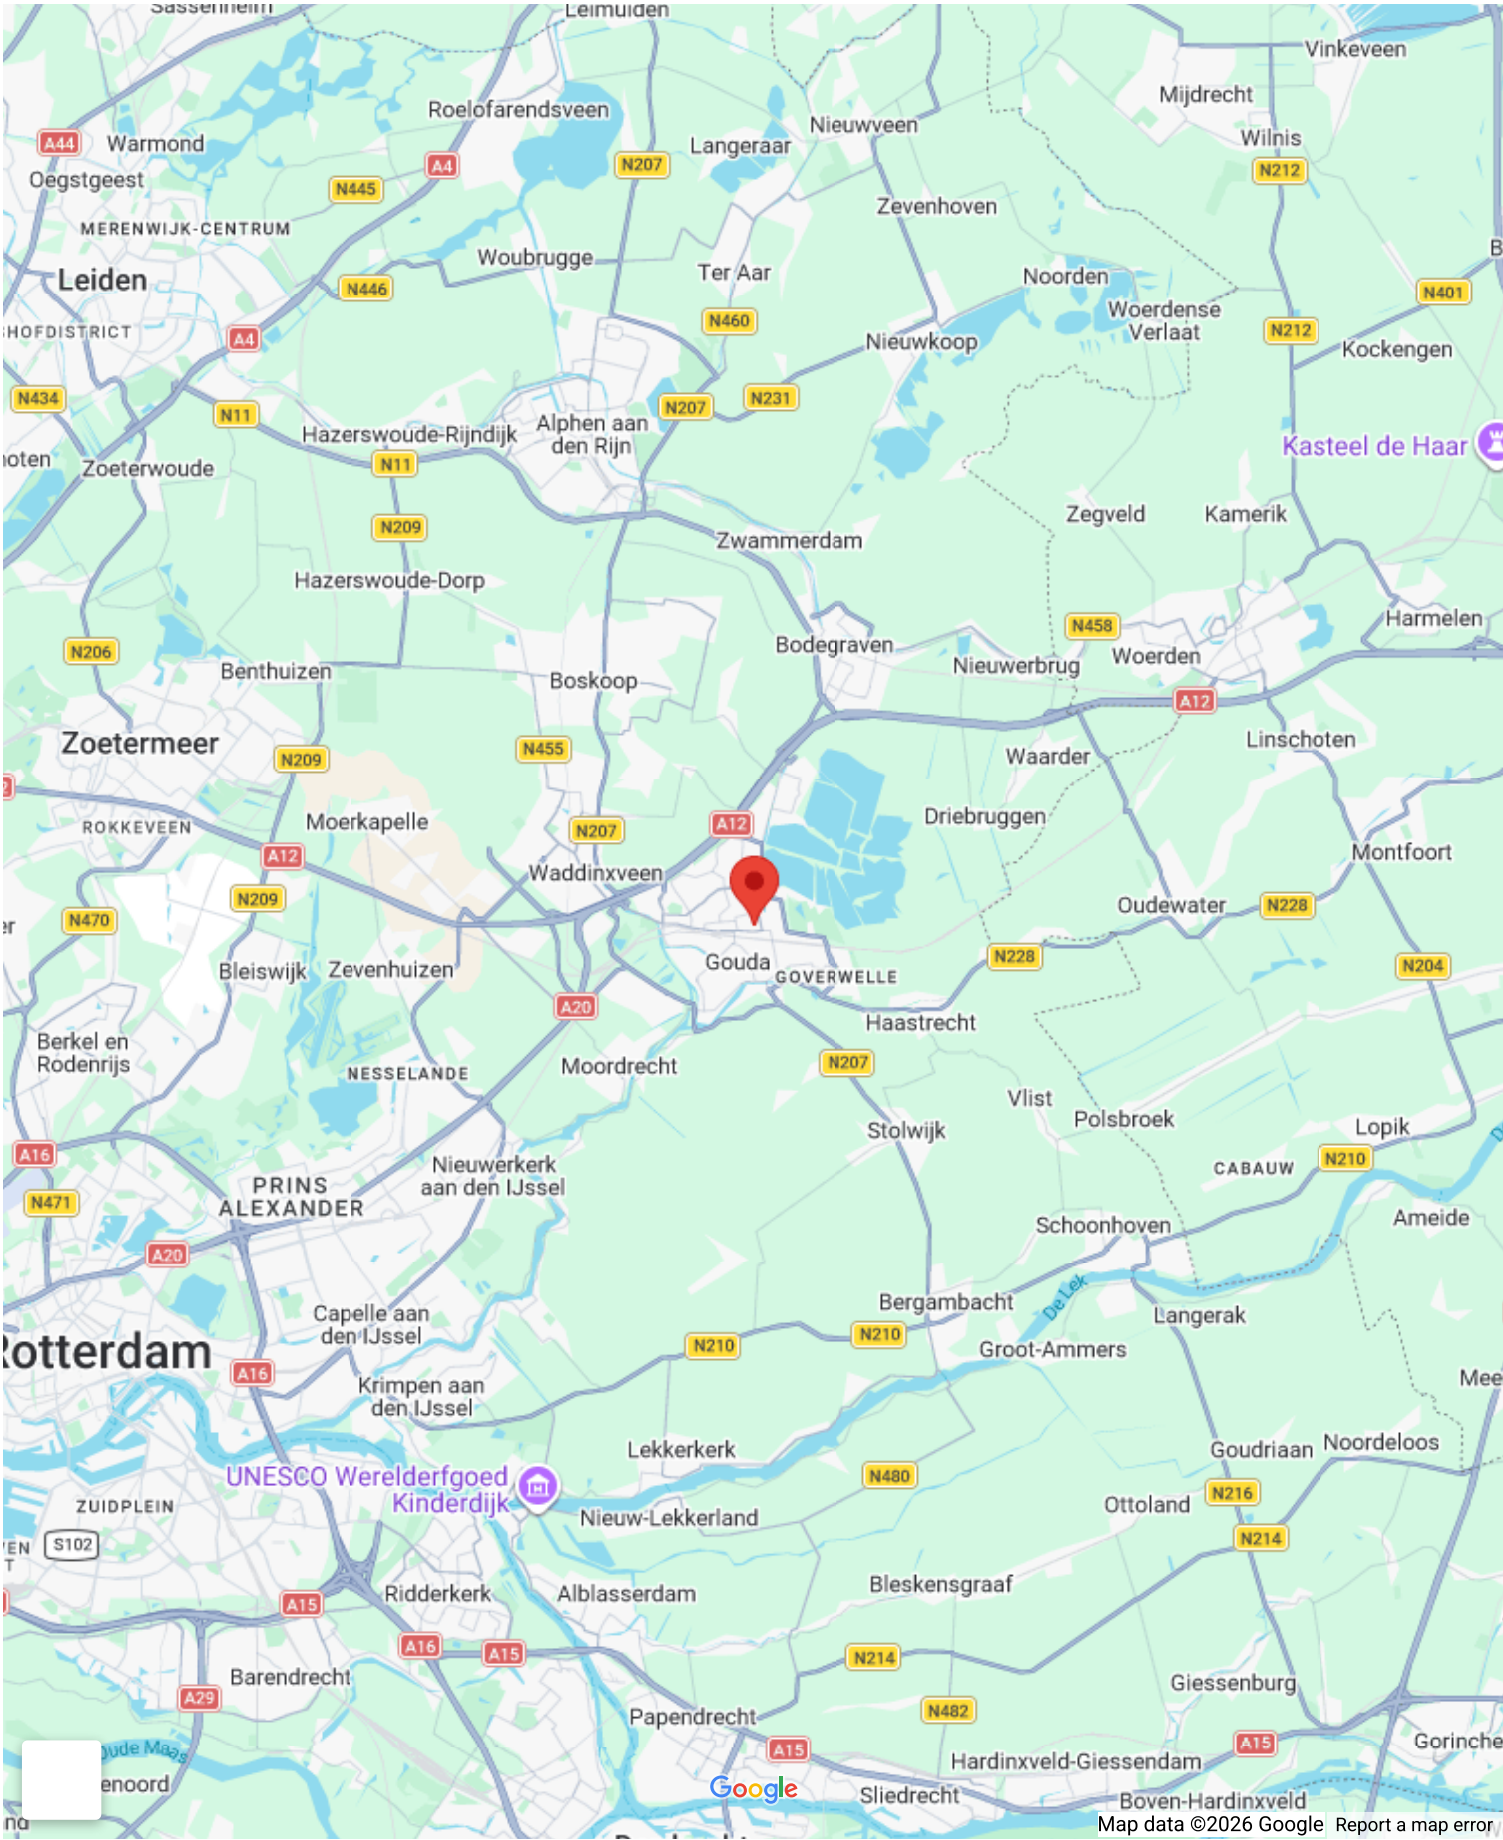 Sassenheim
Leimuiden
Vinkeveen
Roelofarendsveen
Mijdrecht
A44
Warmond
Nieuwveen
Langeraar
Wilnis
A4
N207
N212
Oegstgeest
N445
Zevenhoven
MERENWIJK-CENTRUM
Woubrugge
Ter Aar
Noorden
Leiden
N446
N401
Woerdense
Verlaat
N460
HOFDISTRICT
N212
A4
Nieuwkoop
Kockengen
N434
N231
N207
N11
Alphen aan
den Rijn
Hazerswoude-Rijndijk
Kasteel de Haar
Zoeterwoude
N11
Zegveld
Kamerik
N209
Zwammerdam
Hazerswoude-Dorp
Harmelen
N458
Bodegraven
N206
Nieuwerbrug
Woerden
Benthuizen
Boskoop
A12
Zoetermeer
Linschoten
N455
Waarder
N209
Driebruggen
ROKKEVEEN
Moerkapelle
N207
A12
Montfoort
A12
Waddinxveen
N209
Oudewater
N228
N470
Gouda
N228
N204
Bleiswijk
Zevenhuizen
GOVERWELLE
A20
Haastrecht
Berkel en
Rodenrijs
Moordrecht
N207
NESSELANDE
Vlist
Polsbroek
Stolwijk
Lopik
A16
Nieuwerkerk
aan den IJssel
CABAUW
N210
PRINS
ALEXANDER
N471
Schoonhoven
Ameide
A20
De Lek
Bergambacht
Capelle aan
den IJssel
Langerak
N210
N210
Rotterdam
Groot-Ammers
A16
Krimpen aan
den IJssel
Lekkerkerk
Goudriaan
Noordeloos
UNESCO Werelderfgoed
Kinderdijk
N480
ZUIDPLEIN
Ottoland
N216
Nieuw-Lekkerland
N214
S102
Bleskensgraaf
Ridderkerk
Alblasserdam
A15
A16
A15
N214
Barendrecht
Giessenburg
A29
N482
Papendrecht
A15
A15
Oude Maas
Hardinxveld-Giessendam
Google
Sliedrecht
Boven-Hardinxveld
Map data ©2026 Google
Report a map error